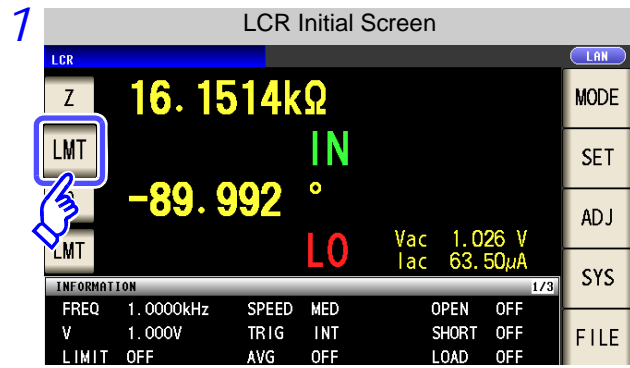 1
LCR Initial Screen
LCR
LAN
Z
16.1514kΩ
MODE
LMT
IN
SET
-89.992 °
ADJ
LMT
LO
Vac 1.026 V
Iac 63.50μA
SYS
INFORMATION
1/3
FREQ 1.0000kHz SPEED MED OPEN OFF
V 1.000V TRIG INT SHORT OFF
FILE
LIMIT OFF AVG OFF LOAD OFF